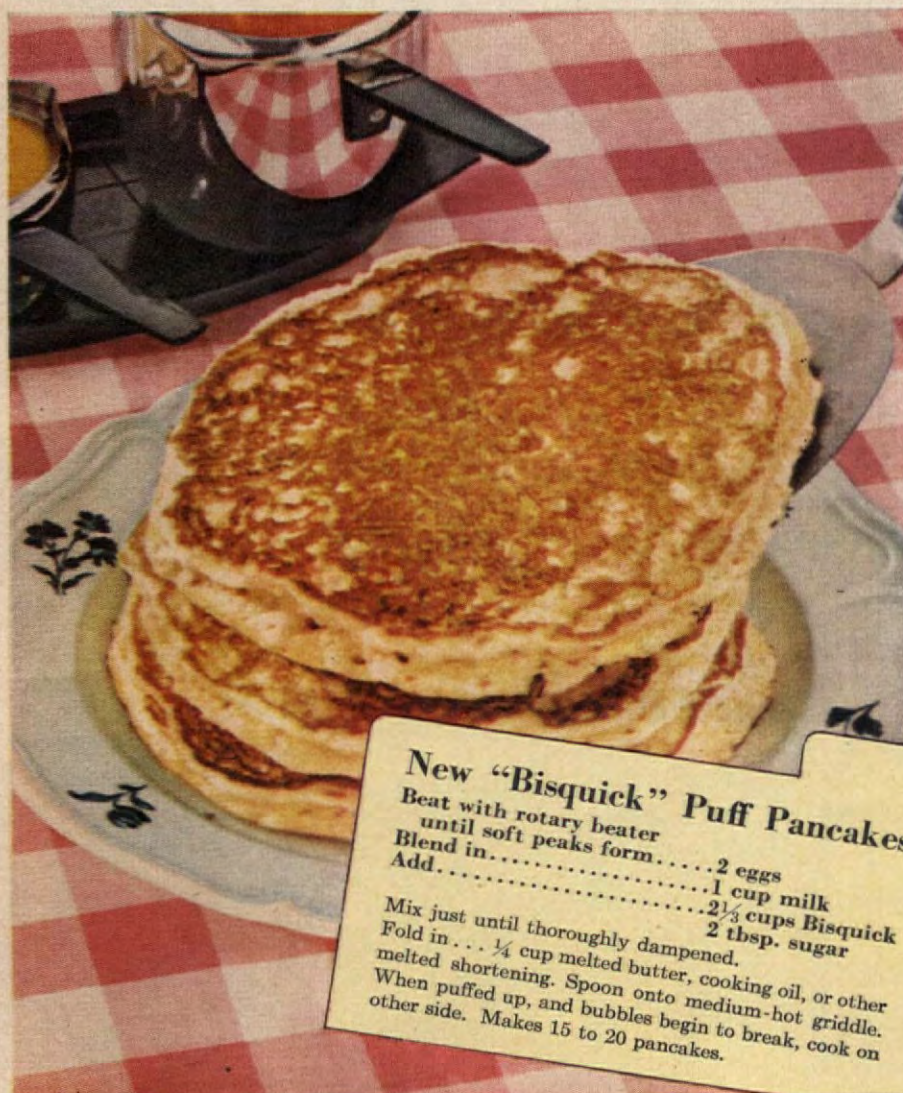 New “Bisquick” Puff Pancakes
Beat with rotary beater
until soft peaks form.....2 eggs
Blend in....................1 cup milk
Add........................2⅓ cups Bisquick
2 tbsp. sugar
Mix just until thoroughly dampened.
Fold in... ¼ cup melted butter, cooking oil, or other
melted shortening. Spoon onto medium-hot griddle.
When puffed up, and bubbles begin to break, cook on
other side. Makes 15 to 20 pancakes.